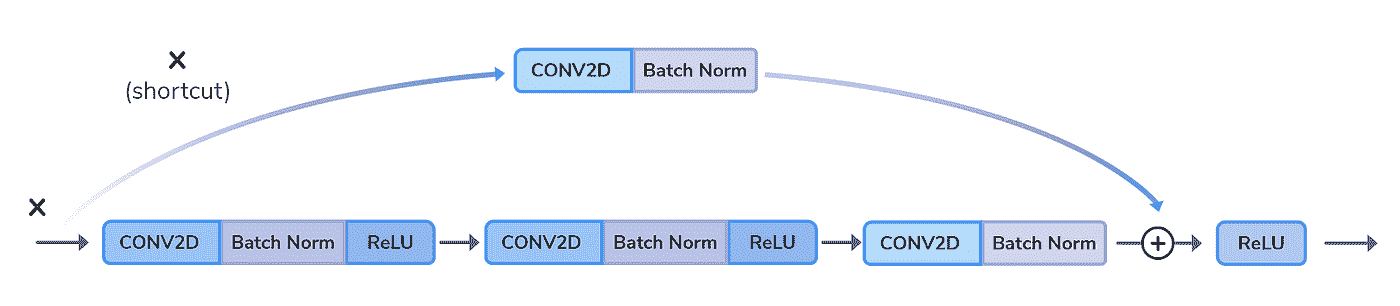 x
(shortcut)
CONV2D Batch Norm
x
CONV2D Batch Norm ReLU CONV2D Batch Norm ReLU CONV2D Batch Norm + ReLU